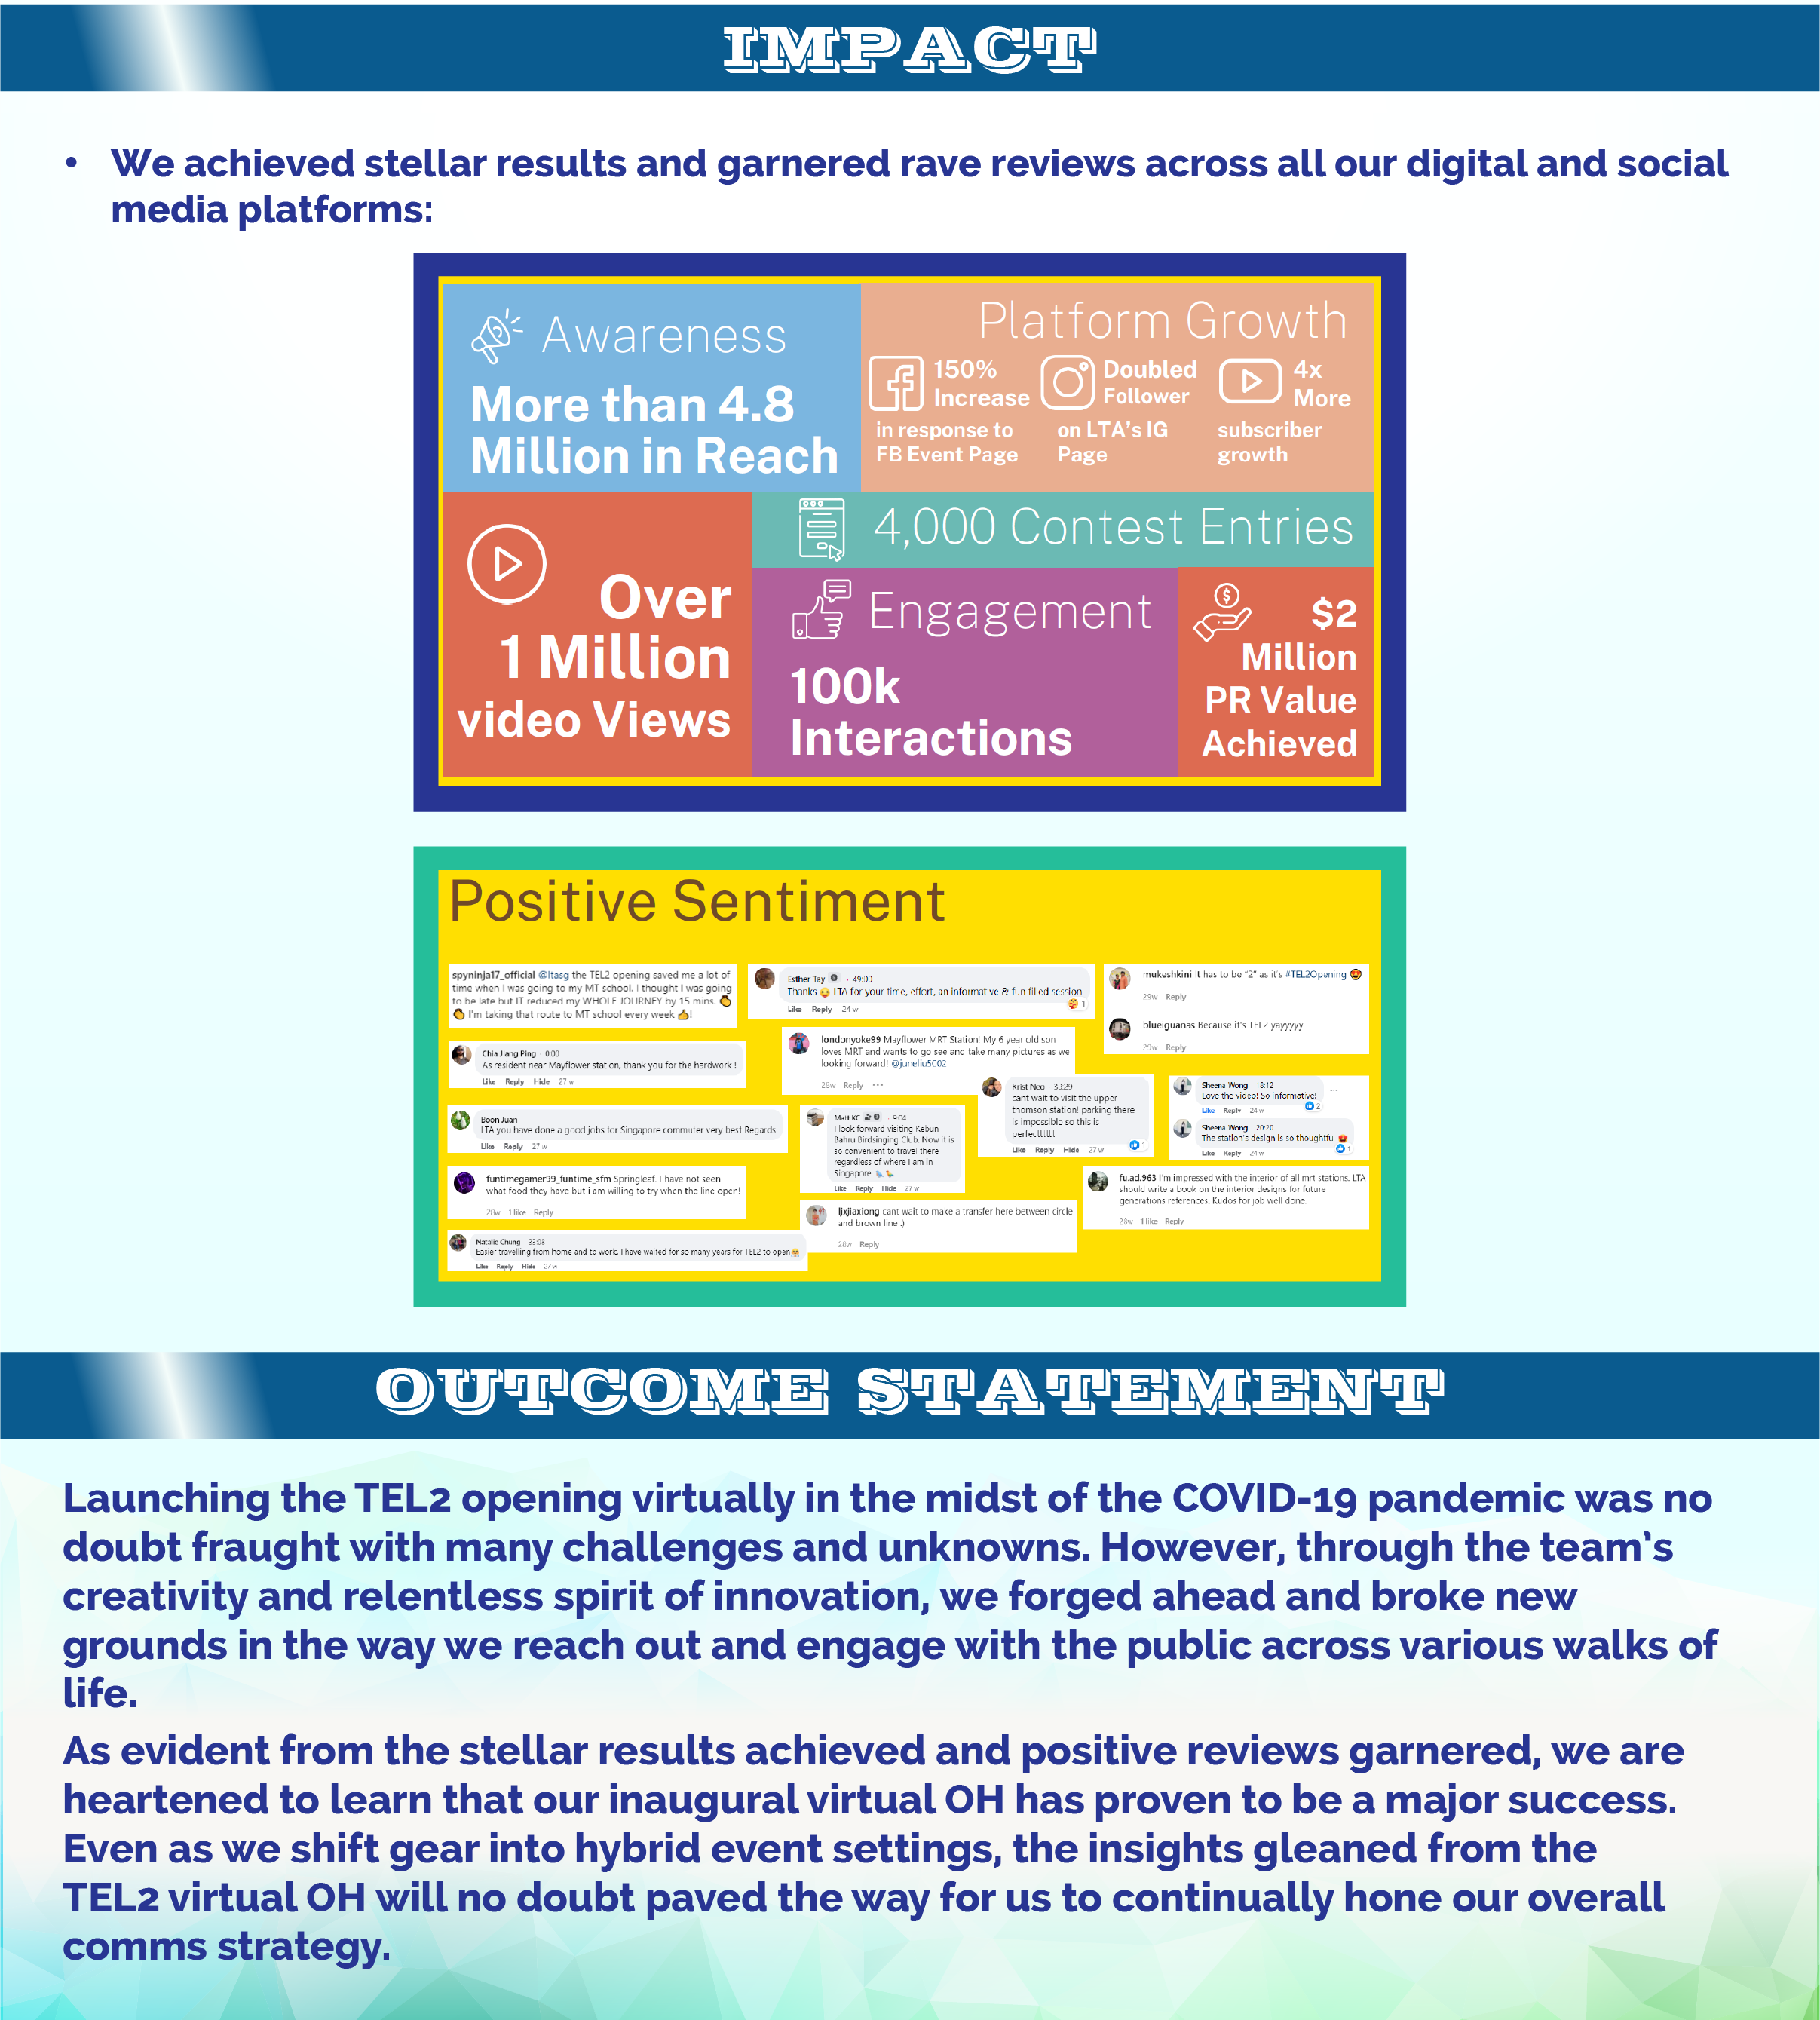 IMPACT
• We achieved stellar results and garnered rave reviews across all our digital and social
media platforms:
Awareness
More than 4.8
Million in Reach
Platform Growth
150%
Increase
in response to
FB Event Page
Doubled
Follower
on LTA's IG
Page
4x
More
subscriber
growth
Over
1 Million
video Views
4,000 Contest Entries
Engagement
100k
Interactions
$2
Million
PR Value
Achieved
Positive Sentiment
spyninja17_official @ltasg the TEL2 opening saved me a lot of
time when I was going to my MT school. I thought I was going
to be late but IT reduced my WHOLE JOURNEY by 15 mins. 👏
👏 I'm taking that route to MT school every week 👍!
Esther Tay · 49:00
Thanks 😝 LTA for your time, effort, an informative & fun filled session
1
Like Reply 24 w
mukeshkini It has to be "2" as it's #TEL2Opening 😍
29w Reply
blueiguanas Because it's TEL2 yayyyyy
29w Reply
Chia Jiang Ping · 0:00
As resident near Mayflower station, thank you for the hardwork !
Like Reply Hide 27 w
londonyoke99 Mayflower MRT Station! My 6 year old son
loves MRT and wants to go see and take many pictures as we
looking forward! @juneliu5002
28w Reply ···
Krist Neo · 39:29
cant wait to visit the upper
thomson station! parking there
is impossible so this is
perfectttttt
1
Like Reply Hide 27 w
Sheena Wong · 18:12
Love the video! So informative!
2
Like Reply 24 w
Sheena Wong · 20:20
The station's design is so thoughtful 😍
1
Like Reply 24 w
Boon Juan
LTA you have done a good jobs for Singapore commuter very best Regards
Like Reply 27 w
Matt KC · 9:04
I look forward visiting Kebun
Bahru Birdsinging Club. Now it is
so convenient to travel there
regardless of where I am in
Singapore.
Like Reply Hide 27 w
funtimegamer99_funtime_sfm Springleaf. I have not seen
what food they have but i am willing to try when the line open!
28w 1 like Reply
fu.ad.963 I'm impressed with the interior of all mrt stations. LTA
should write a book on the interior designs for future
generations references. Kudos for job well done.
28w 1 like Reply
ljxjiaxiong cant wait to make a transfer here between circle
and brown line :)
28w Reply
Natalie Chung · 33:08
Easier travelling from home and to work. I have waited for so many years for TEL2 to open
Like Reply Hide 27 w
OUTCOME STATEMENT
Launching the TEL2 opening virtually in the midst of the COVID-19 pandemic was no
doubt fraught with many challenges and unknowns. However, through the team's
creativity and relentless spirit of innovation, we forged ahead and broke new
grounds in the way we reach out and engage with the public across various walks of
life.
As evident from the stellar results achieved and positive reviews garnered, we are
heartened to learn that our inaugural virtual OH has proven to be a major success.
Even as we shift gear into hybrid event settings, the insights gleaned from the
TEL2 virtual OH will no doubt paved the way for us to continually hone our overall
comms strategy.